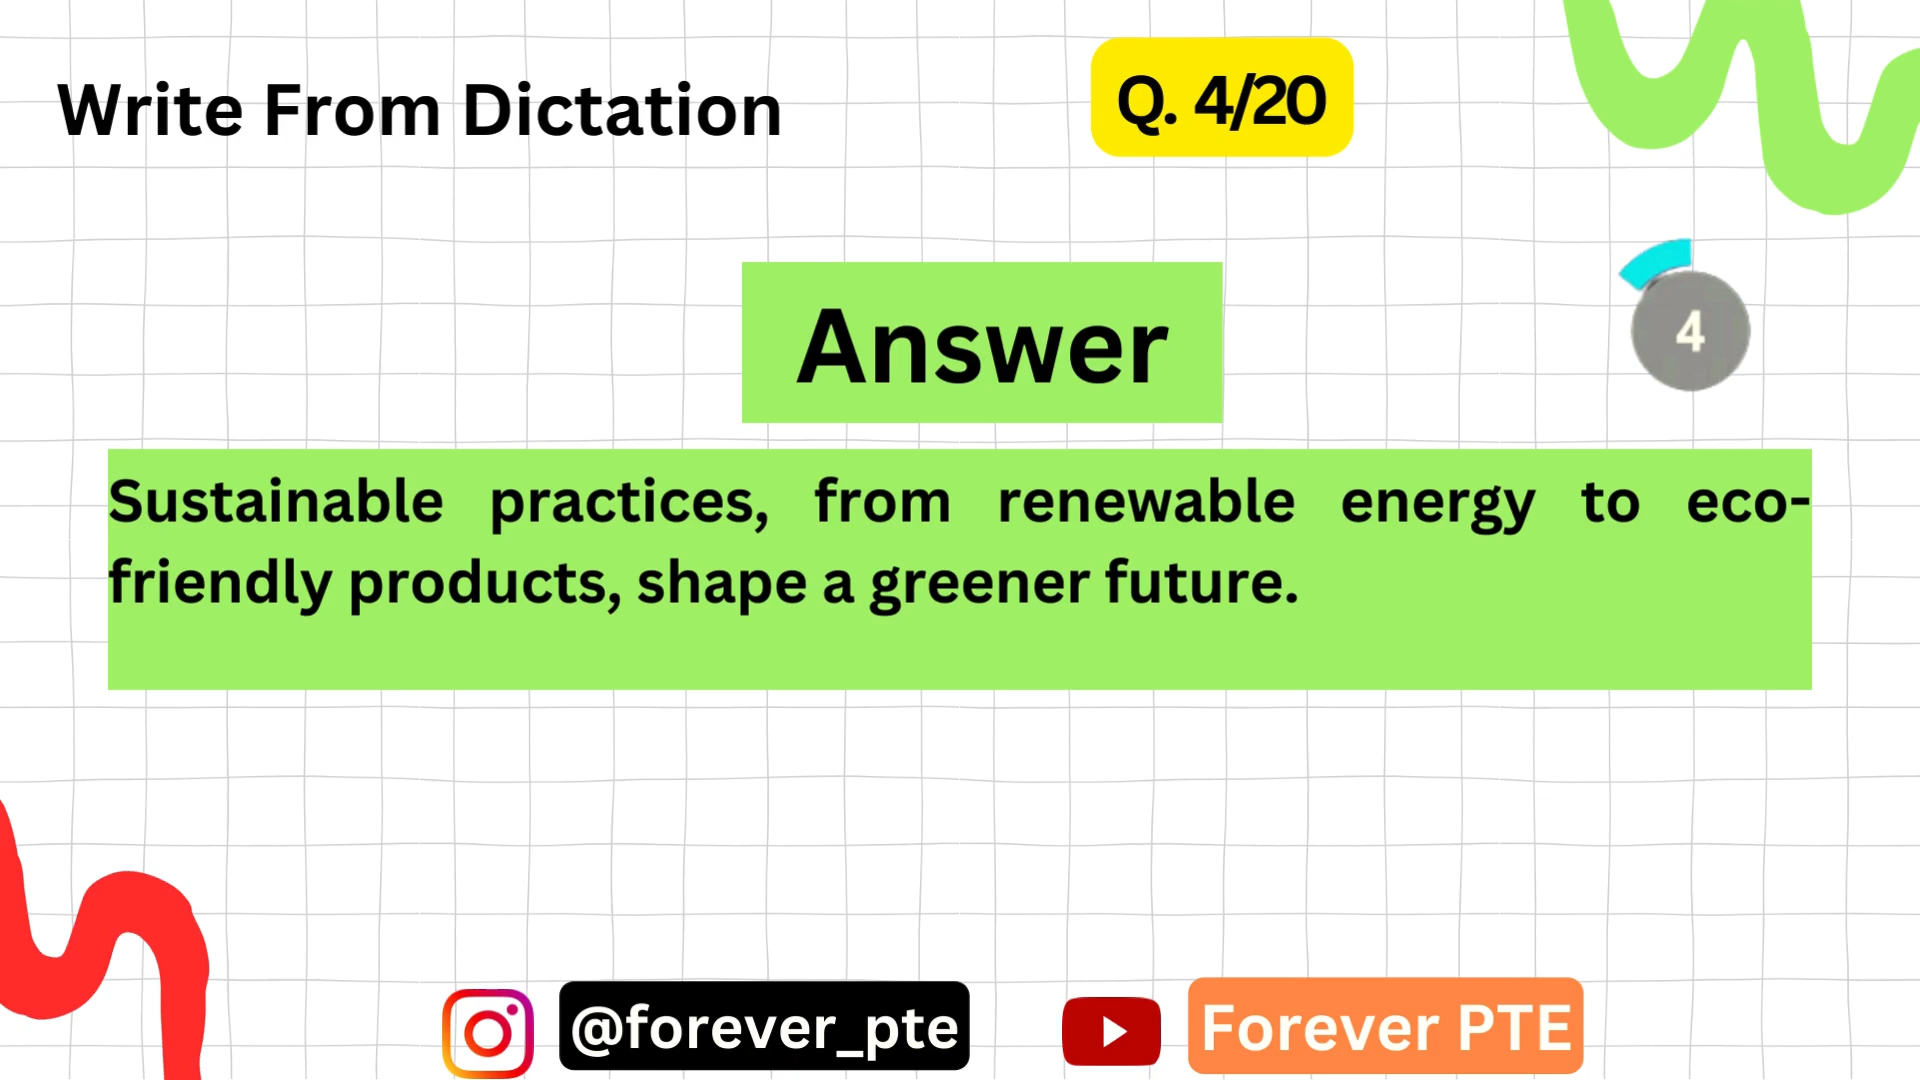 Write From Dictation
Q. 4/20
Answer
4
Sustainable practices, from renewable energy to eco-
friendly products, shape a greener future.
@forever_pte
Forever PTE